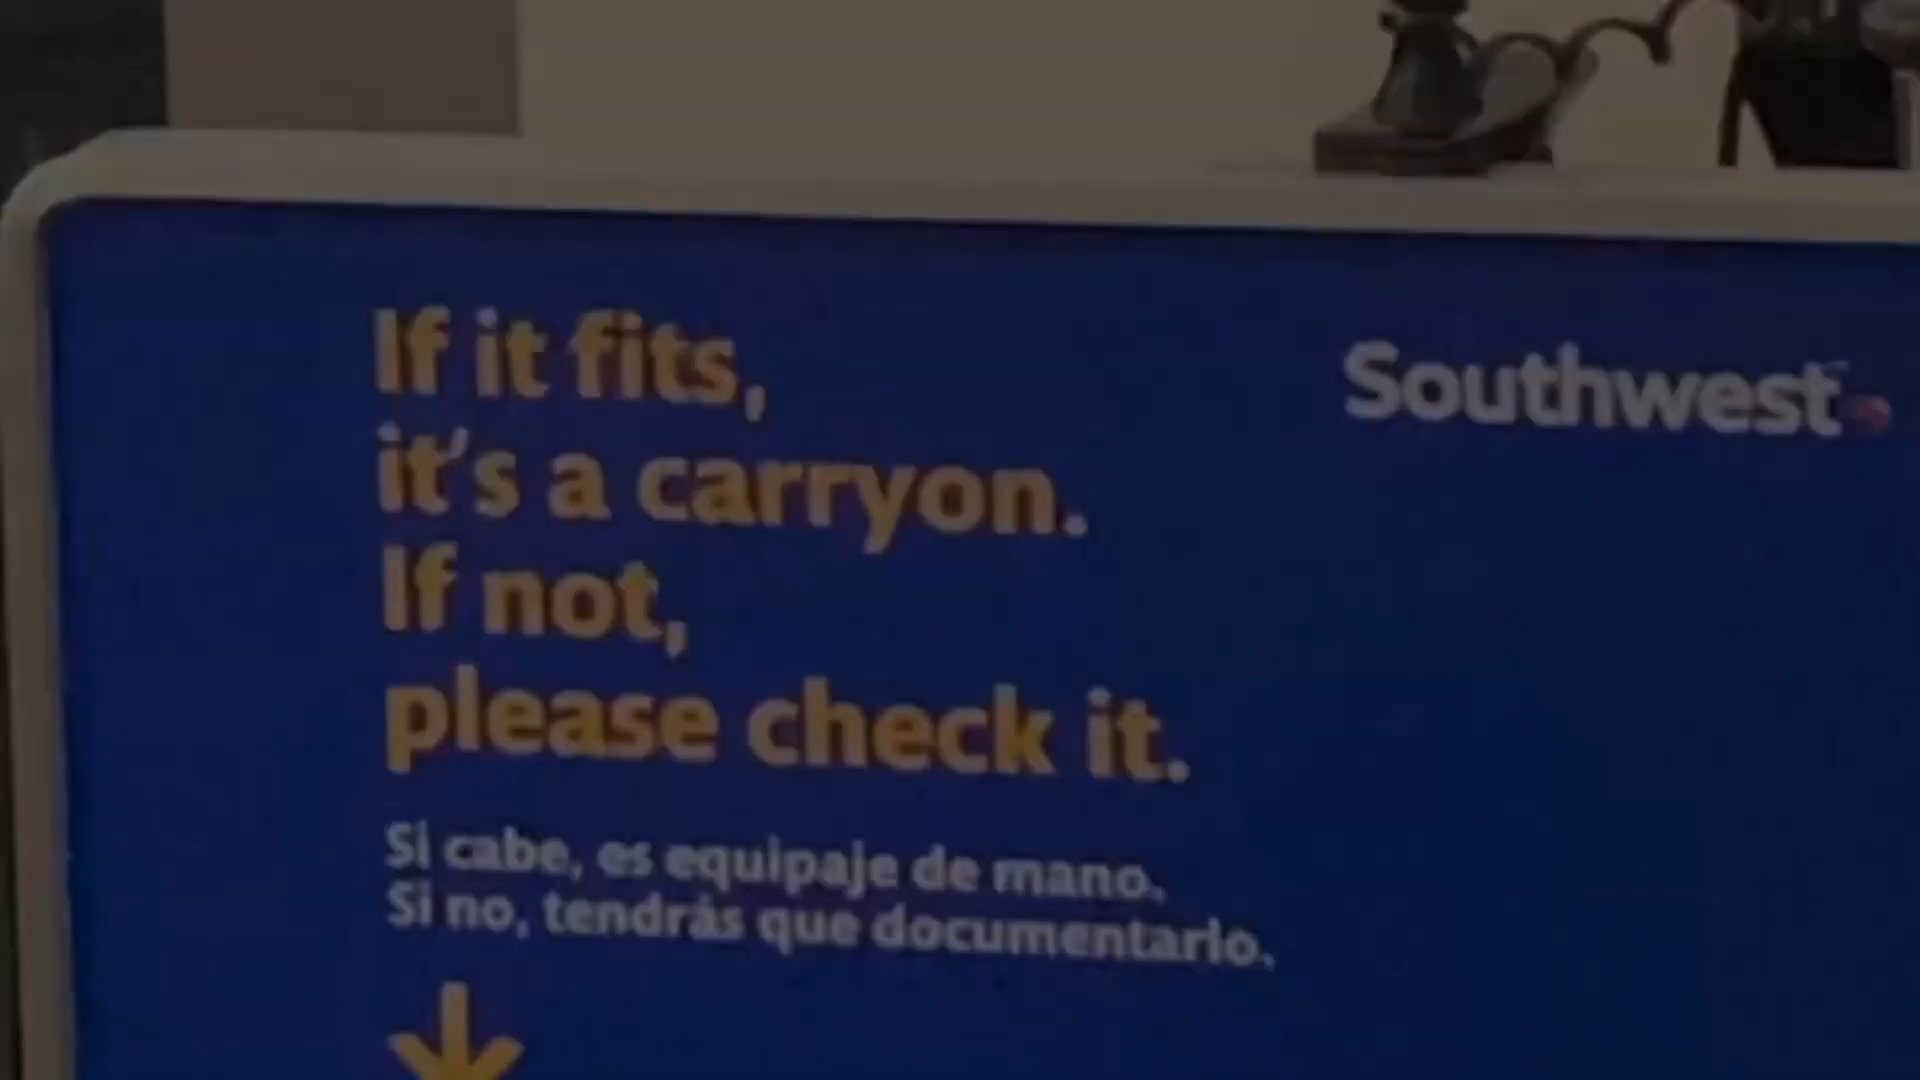 If it fits,
it's a carryon.
If not,
please check it.
Southwest
Si cabe, es equipaje de mano.
Si no, tendrás que documentarlo.